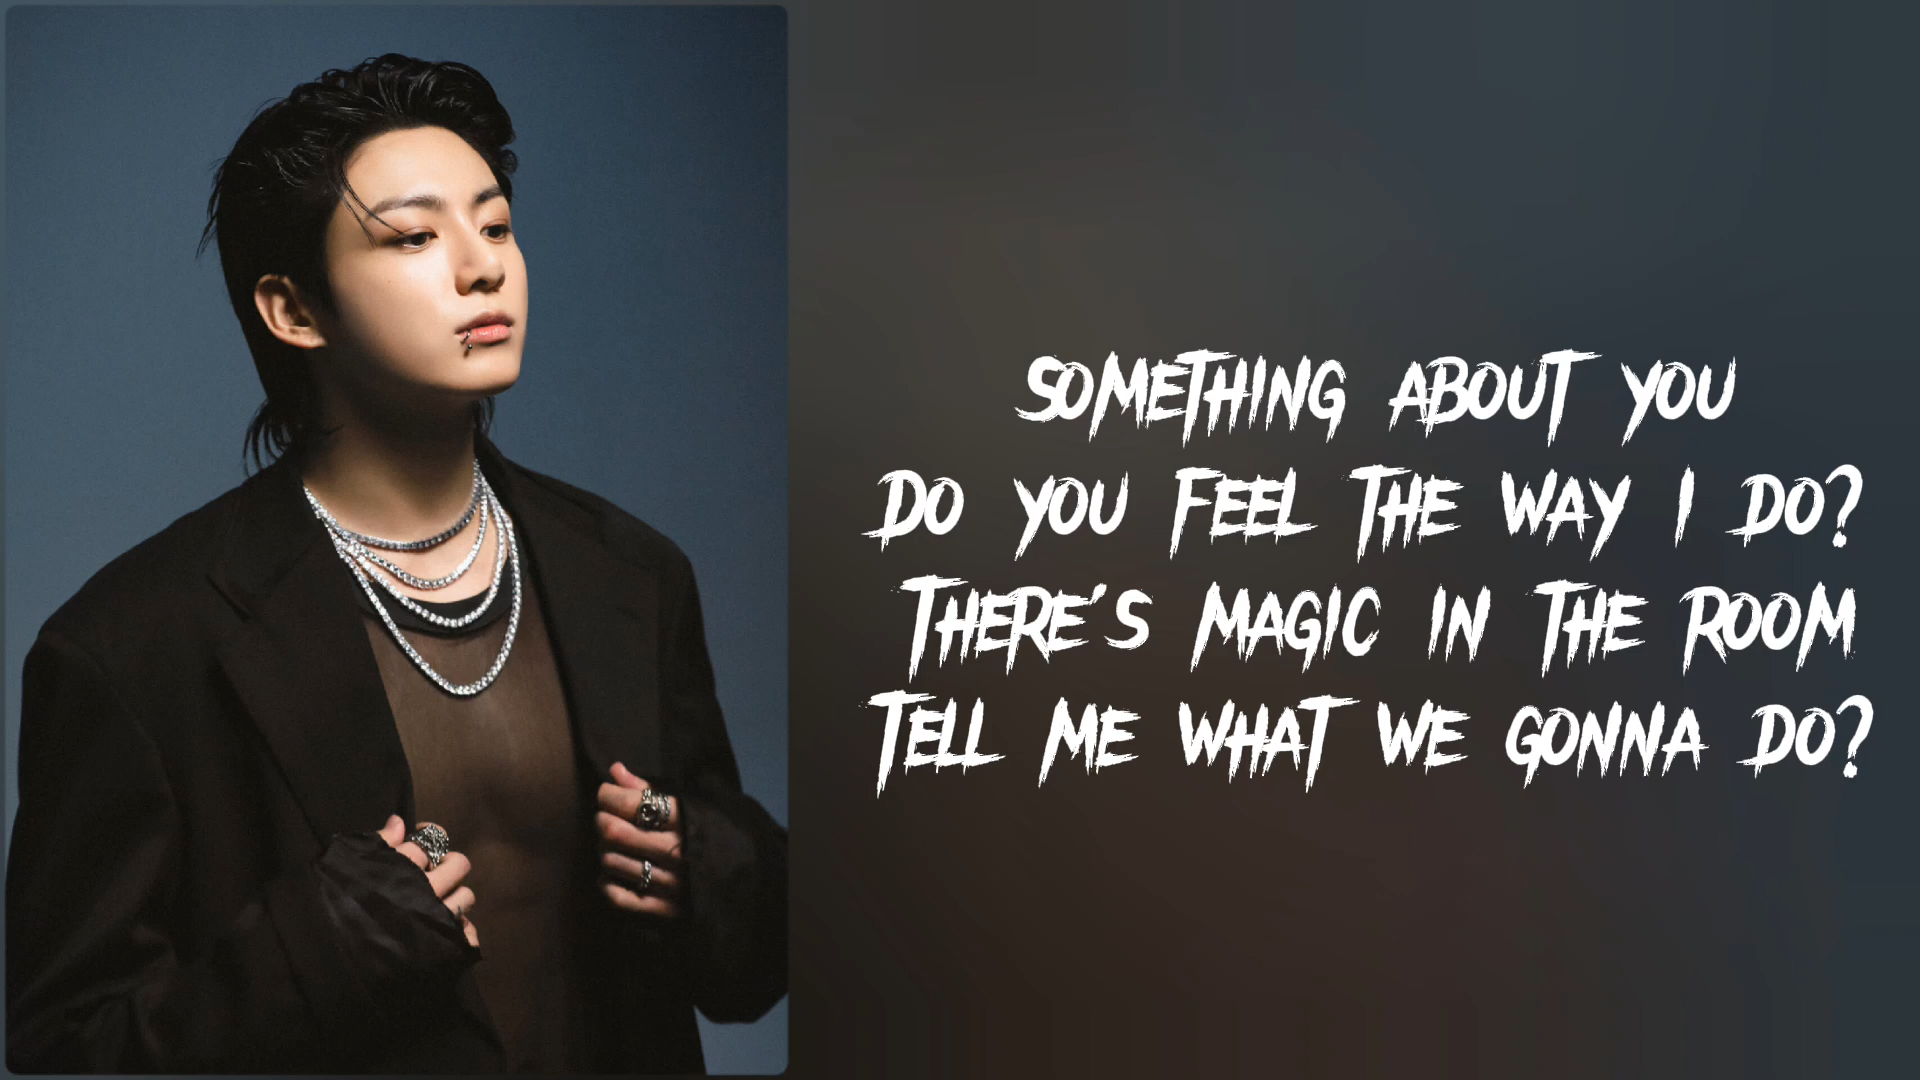 SOMETHING ABOUT YOU
DO YOU FEEL THE WAY I DO?
THERE'S MAGIC IN THE ROOM
TELL ME WHAT WE GONNA DO?